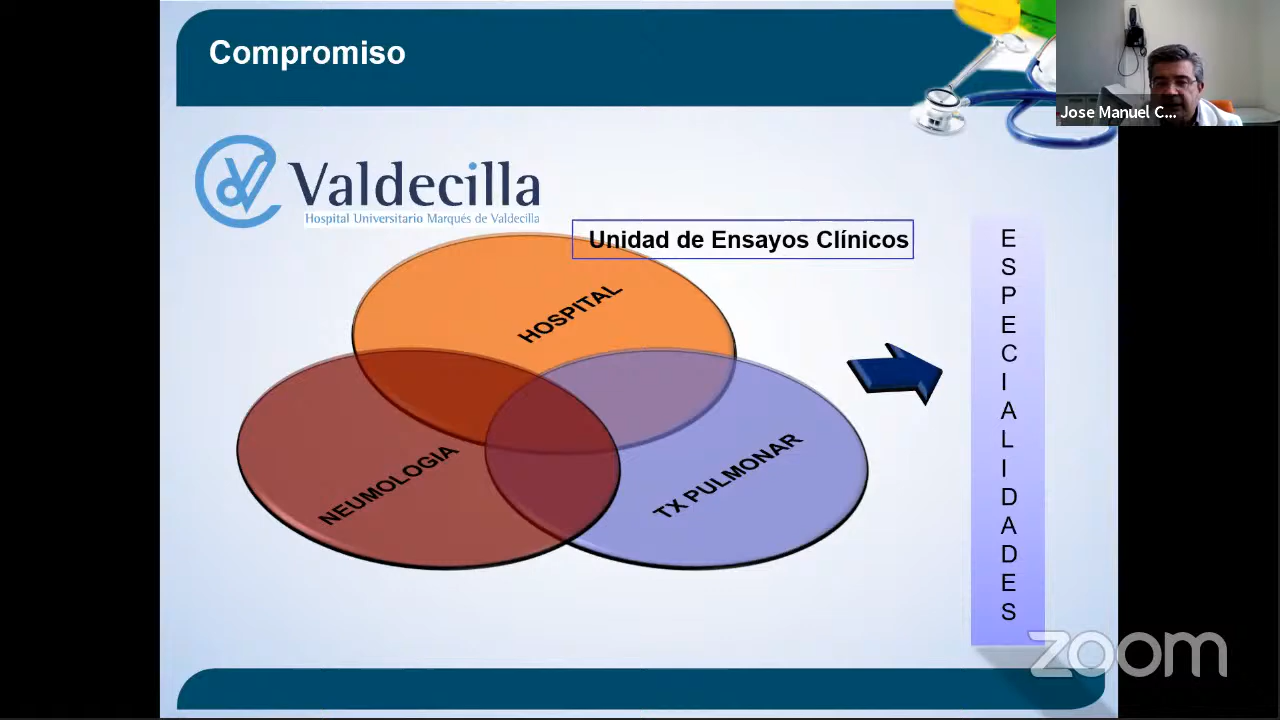 Compromiso
Jose Manuel C...
Valdecilla
Hospital Universitario Marqués de Valdecilla
Unidad de Ensayos Clínicos
HOSPITAL
NEUMOLOGIA
TX PULMONAR
ESPECIALIDADES
zoom